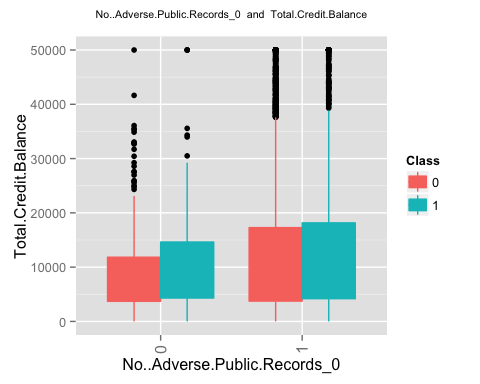 No..Adverse.Public.Records_0 and Total.Credit.Balance
Total.Credit.Balance
50000
40000
30000
20000
10000
0
0
1
No..Adverse.Public.Records_0
Class
0
1